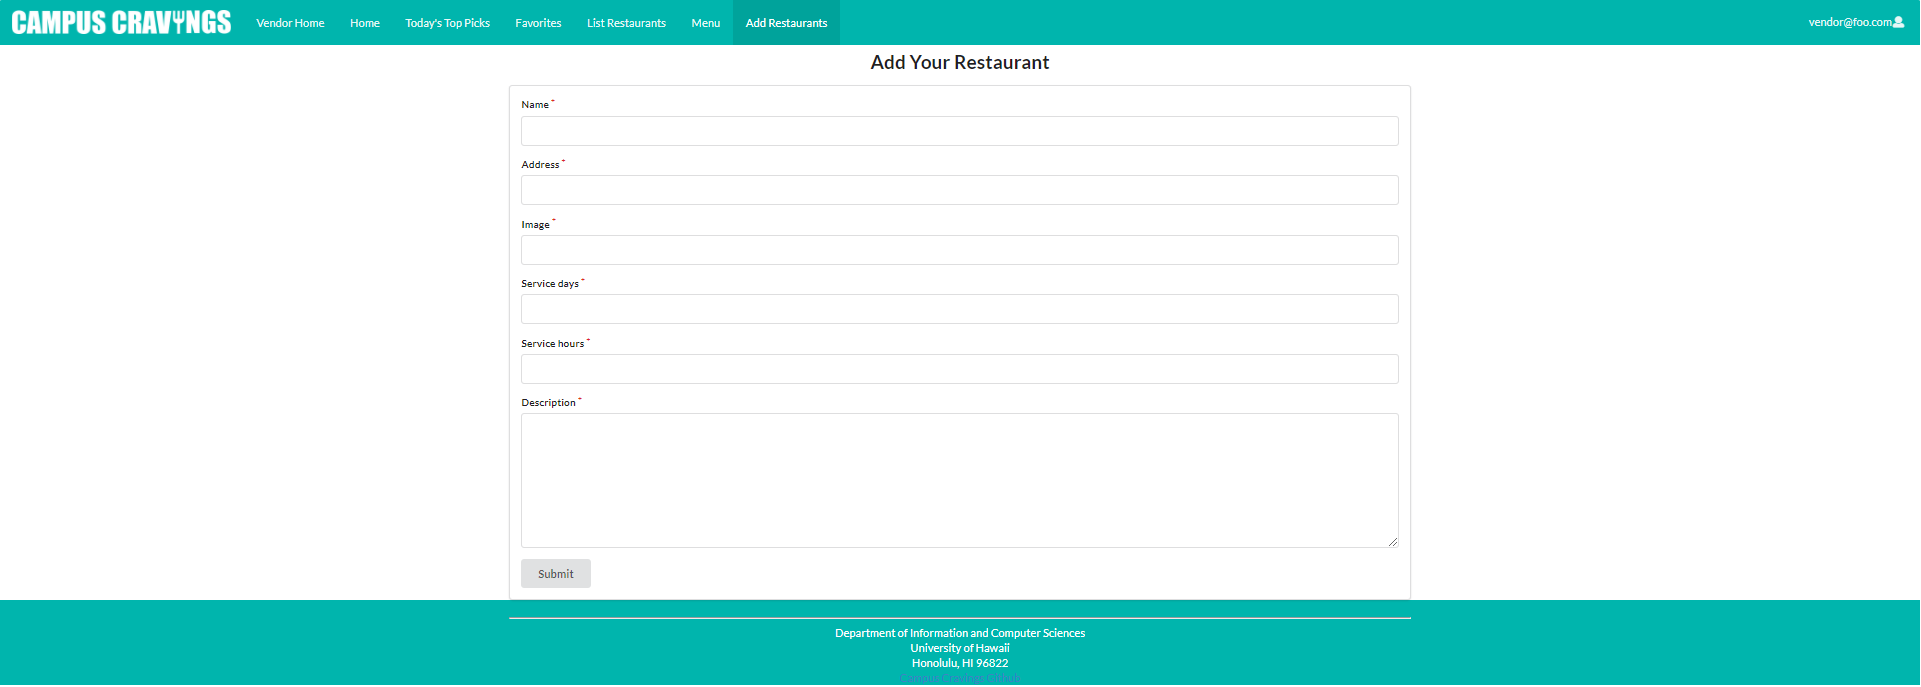 CAMPUS CRAVINGS Vendor Home Home Today's Top Picks Favorites List Restaurants Menu Add Restaurants vendor@foo.com
Add Your Restaurant
Name *
Address *
Image *
Service days *
Service hours *
Description *
Submit
Department of Information and Computer Sciences
University of Hawaii
Honolulu, HI 96822
Campus Cravings Github